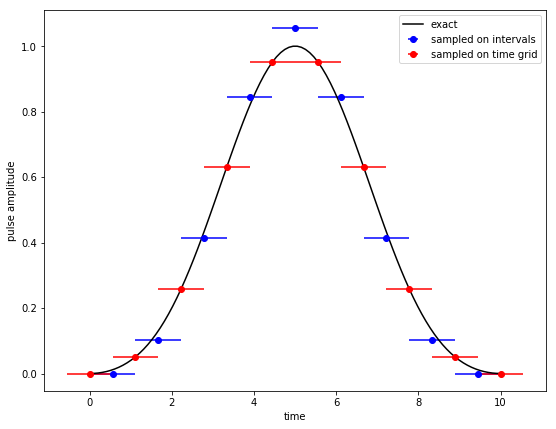 exact
sampled on intervals
sampled on time grid
1.0
0.8
0.6
0.4
0.2
0.0
pulse amplitude
0 2 4 6 8 10
time